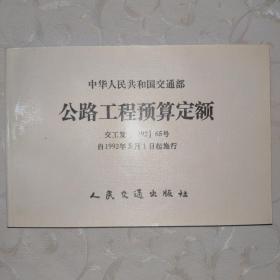 中华人民共和国交通部
公路工程预算定额
交工发 92〕65号
自1992年 月1日起施行
人民交通出版社